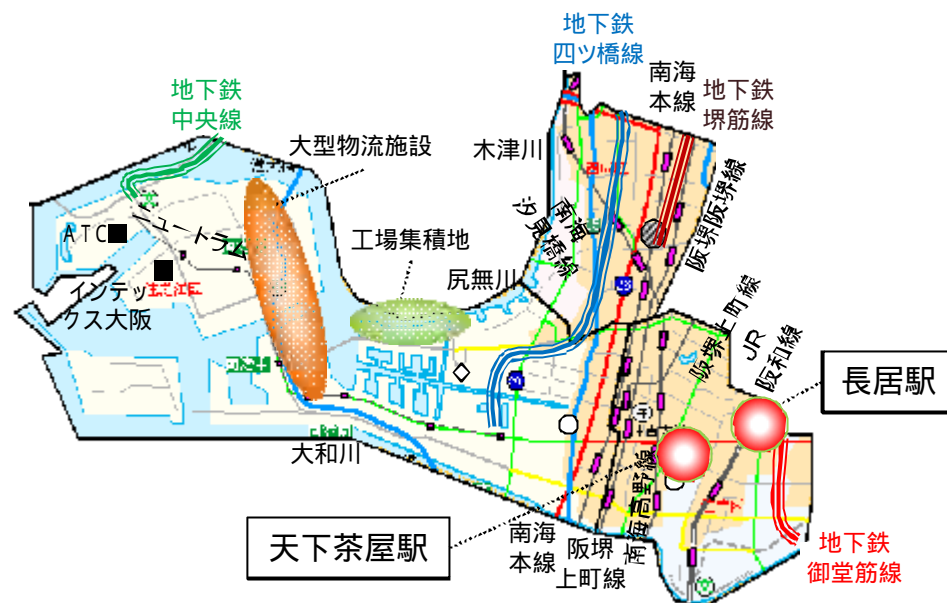 地下鉄
四ツ橋線
南海
本線
地下鉄
堺筋線
地下鉄
中央線
大型物流施設
木津川
阪堺阪堺線
南海
汐見橋線
ATC■
ニュートラム
工場集積地
尻無川
インテッ
クス大阪
阪堺上町線
JR
阪和線
長居駅
大和川
南海高野線
天下茶屋駅
南海
本線
阪堺
上町線
地下鉄
御堂筋線